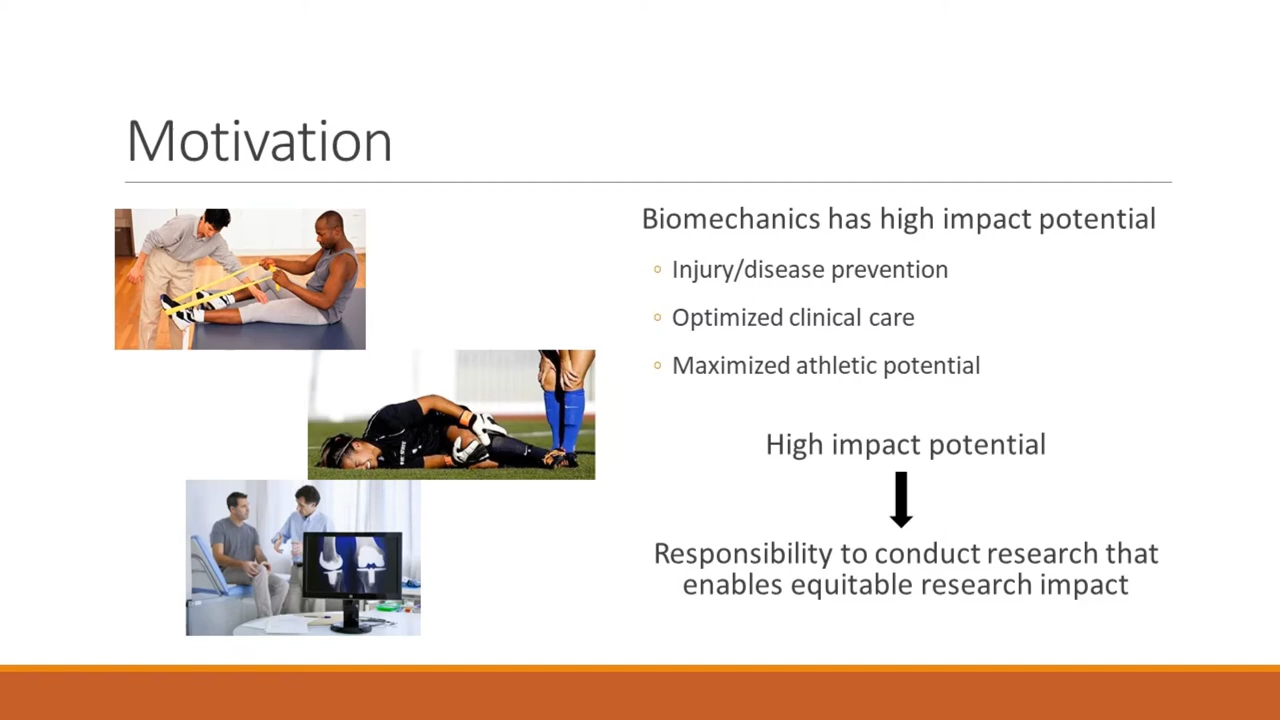 Motivation
Biomechanics has high impact potential
Injury/disease prevention
Optimized clinical care
Maximized athletic potential
High impact potential
Responsibility to conduct research that
enables equitable research impact